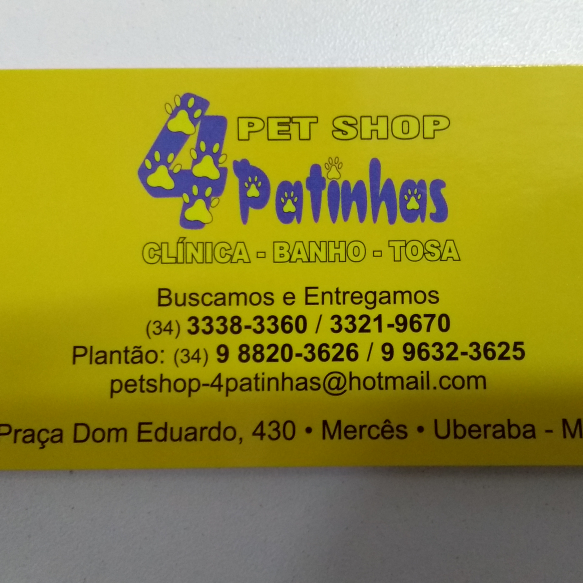 4 PET SHOP
Patinhas
CLÍNICA - BANHO - TOSA
Buscamos e Entregamos
(34) 3338-3360 / 3321-9670
Plantão: (34) 9 8820-3626 / 9 9632-3625
petshop-4patinhas@hotmail.com
Praça Dom Eduardo, 430 • Mercês • Uberaba - M